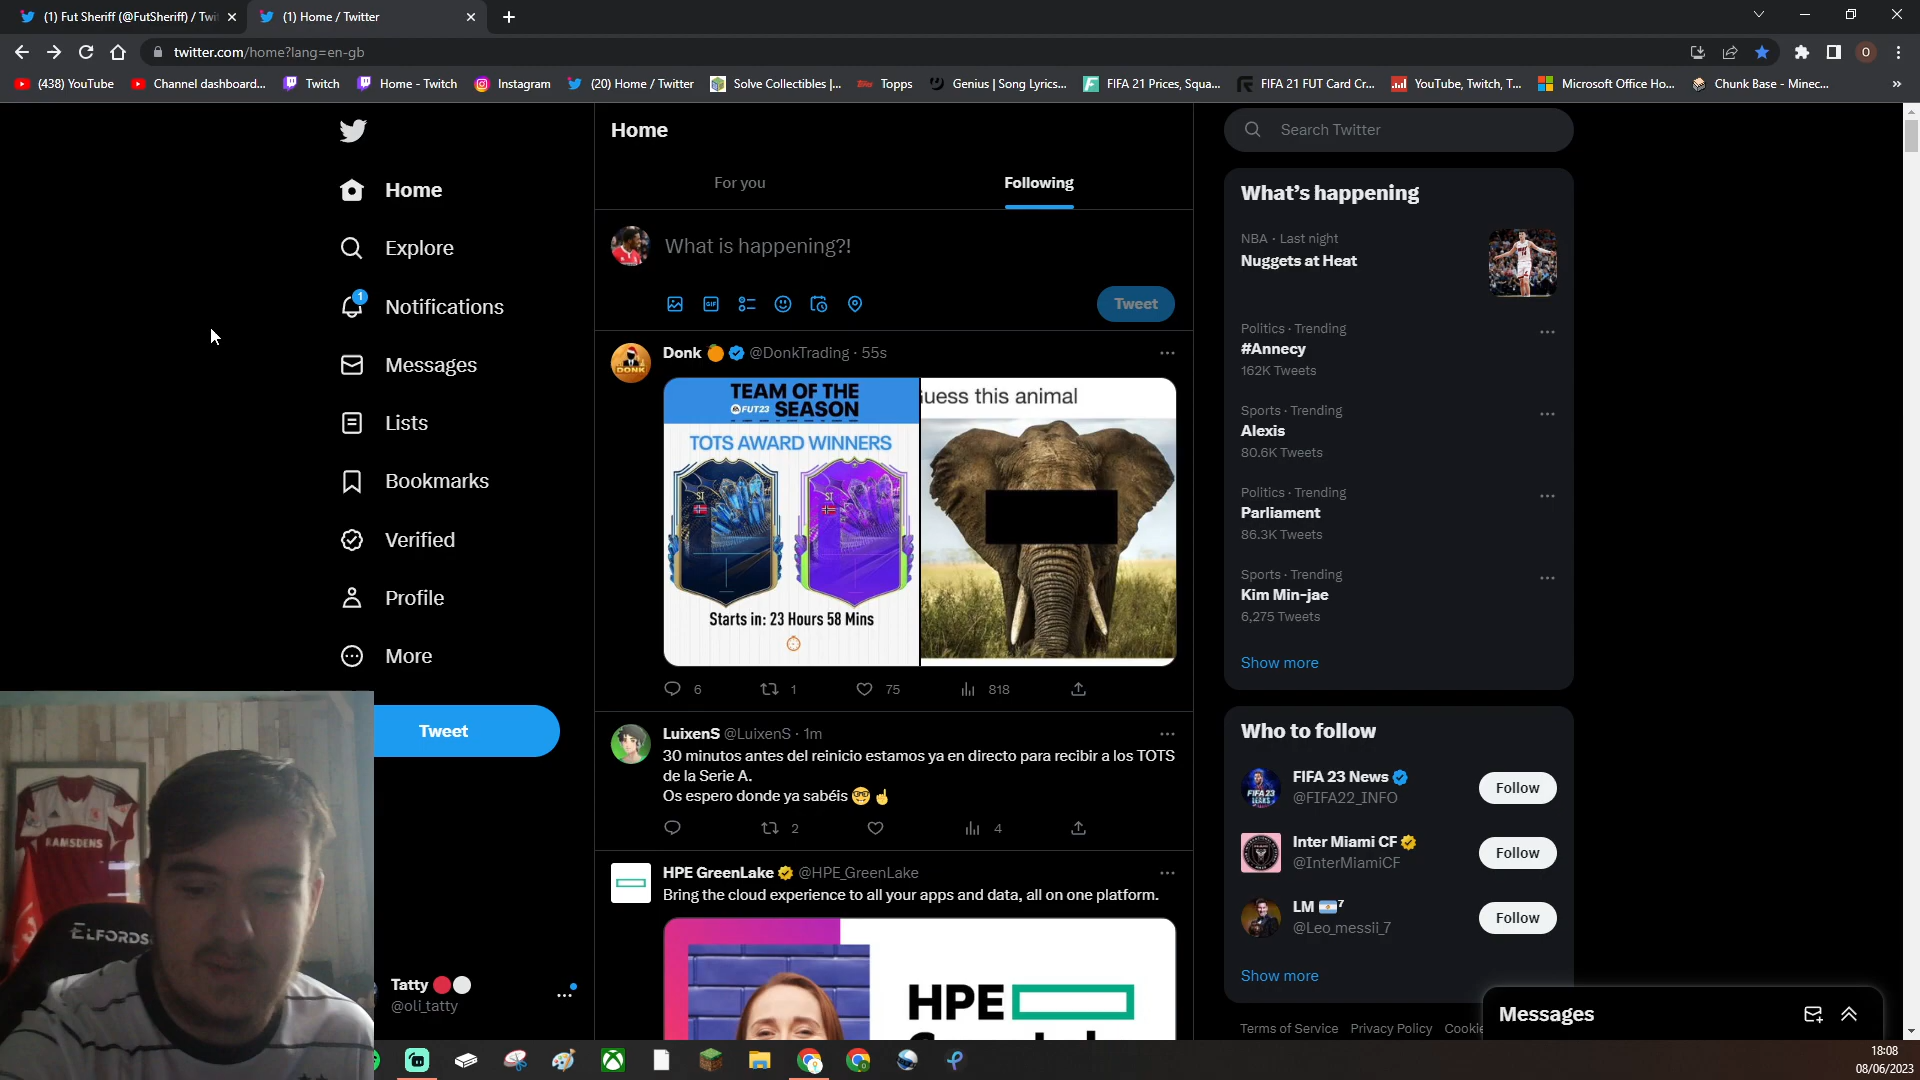 (1) Fut Sheriff (@FutSheriff) / Twi
(1) Home / Twitter
twitter.com/home?lang=en-gb
O
(438) YouTube
Channel dashboard...
Twitch
Home - Twitch
Instagram
(20) Home / Twitter
Solve Collectibles |...
Topps
Genius | Song Lyrics...
FIFA 21 Prices, Squa...
FIFA 21 FUT Card Cr...
YouTube, Twitch, T...
Microsoft Office Ho...
Chunk Base - Minec...
»
Home
Explore
1
Notifications
Messages
Lists
Bookmarks
Verified
Profile
More
Tweet
Tatty
@oli_tatty
Home
For you
Following
What is happening?!
GIF
Tweet
Donk @DonkTrading · 55s
DONK
TEAM OF THE
FUT23 SEASON
TOTS AWARD WINNERS
ST
ST
Starts in: 23 Hours 58 Mins
uess this animal
6
1
75
818
LuixenS @LuixenS · 1m
30 minutos antes del reinicio estamos ya en directo para recibir a los TOTS
de la Serie A.
Os espero donde ya sabéis
2
4
HPE GreenLake @HPE_GreenLake
Bring the cloud experience to all your apps and data, all on one platform.
HPE
Search Twitter
What's happening
NBA · Last night
Nuggets at Heat
Politics · Trending
#Annecy
162K Tweets
Sports · Trending
Alexis
80.6K Tweets
Politics · Trending
Parliament
86.3K Tweets
Sports · Trending
Kim Min-jae
6,275 Tweets
Show more
Who to follow
FIFA 23 News
@FIFA22_INFO
Follow
Inter Miami CF
@InterMiamiCF
Follow
LM 7
@Leo_messii_7
Follow
Show more
Terms of Service Privacy Policy Cookie
Messages
RAMSDENS
ELFORDS
18:08
08/06/2023